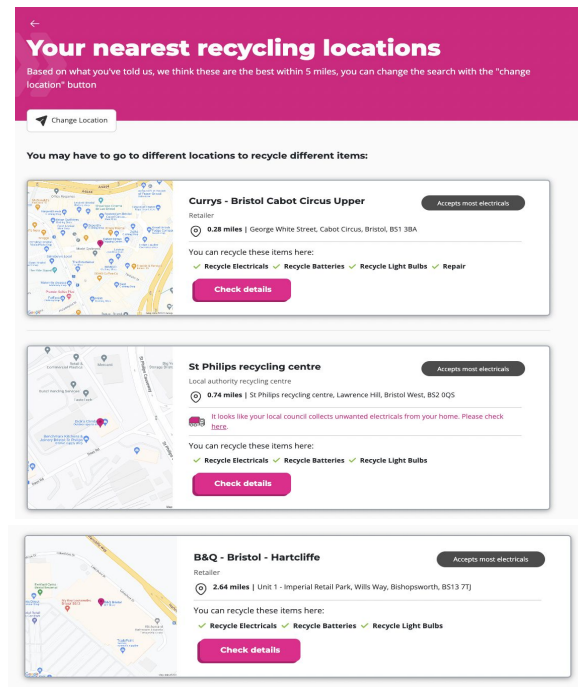 ←
Your nearest recycling locations
Based on what you've told us, we think these are the best within 5 miles, you can change the search with the "change
location" button
Change Location
You may have to go to different locations to recycle different items:
Currys - Bristol Cabot Circus Upper
Accepts most electricals
Retailer
0.28 miles | George White Street, Cabot Circus, Bristol, BS1 3BA
You can recycle these items here:
✓ Recycle Electricals ✓ Recycle Batteries ✓ Recycle Light Bulbs ✓ Repair
Check details
St Philips recycling centre
Accepts most electricals
Local authority recycling centre
0.74 miles | St Philips recycling centre, Lawrence Hill, Bristol West, BS2 0QS
It looks like your local council collects unwanted electricals from your home. Please check
here.
You can recycle these items here:
✓ Recycle Electricals ✓ Recycle Batteries ✓ Recycle Light Bulbs
Check details
B&Q - Bristol - Hartcliffe
Accepts most electricals
Retailer
2.64 miles | Unit 1 - Imperial Retail Park, Wills Way, Bishopsworth, BS13 7TJ
You can recycle these items here:
✓ Recycle Electricals ✓ Recycle Batteries ✓ Recycle Light Bulbs
Check details